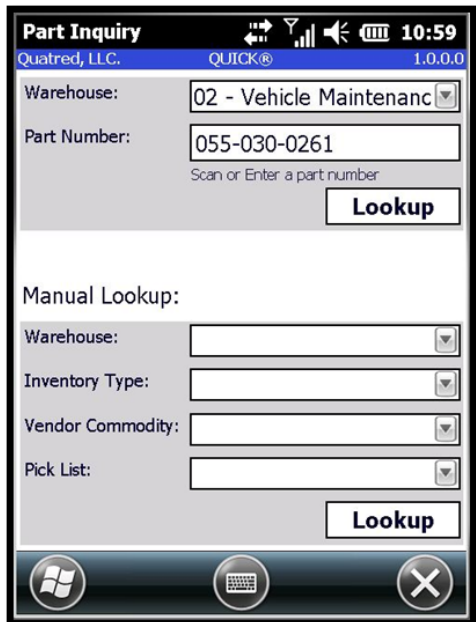 Part Inquiry 10:59
Quatred, LLC. QUICK® 1.0.0.0
Warehouse: 02 - Vehicle Maintenanc
Part Number: 055-030-0261
Scan or Enter a part number
Lookup
Manual Lookup:
Warehouse:
Inventory Type:
Vendor Commodity:
Pick List:
Lookup